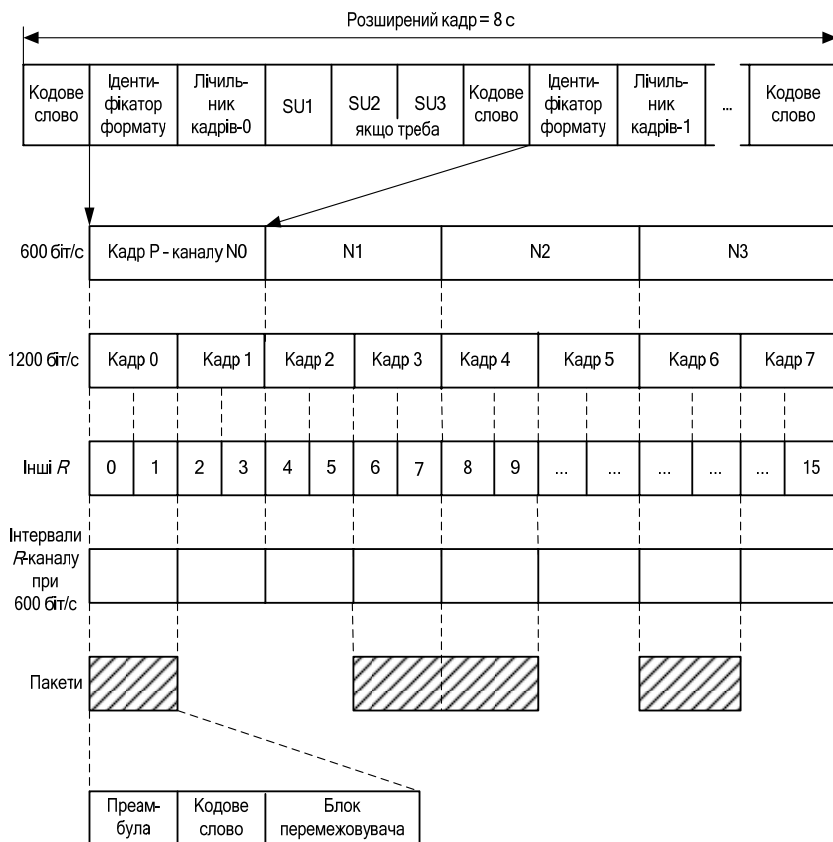 Розширений кадр = 8 с
Кодове слово
Іденти-фікатор формату
Лічиль-ник кадрів-0
SU1
SU2
SU3
якщо треба
Кодове слово
Іденти-фікатор формату
Лічиль-ник кадрів-1
...
Кодове слово
600 біт/с
Кадр P - каналу N0
N1
N2
N3
1200 біт/с
Кадр 0
Кадр 1
Кадр 2
Кадр 3
Кадр 4
Кадр 5
Кадр 6
Кадр 7
Інші R
0
1
2
3
4
5
6
7
8
9
...
...
...
...
...
15
Інтервали
R-каналу
при
600 біт/с
Пакети
Преам-була
Кодове слово
Блок перемежовувача